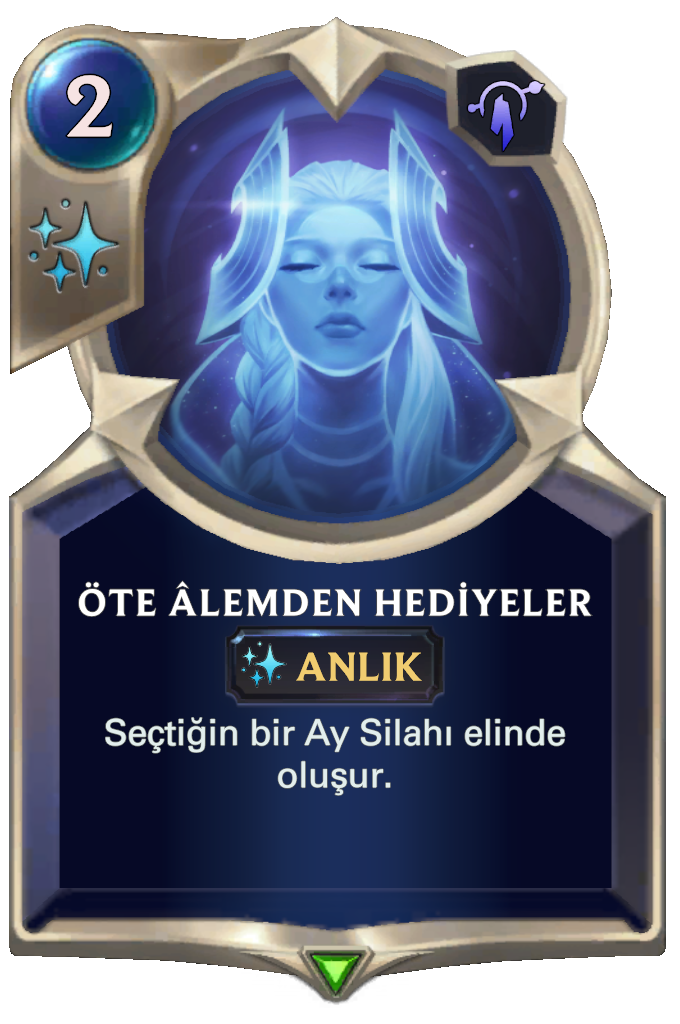 2
ÖTE ÂLEMDEN HEDİYELER
ANLIK
Seçtiğin bir Ay Silahı elinde
oluşur.